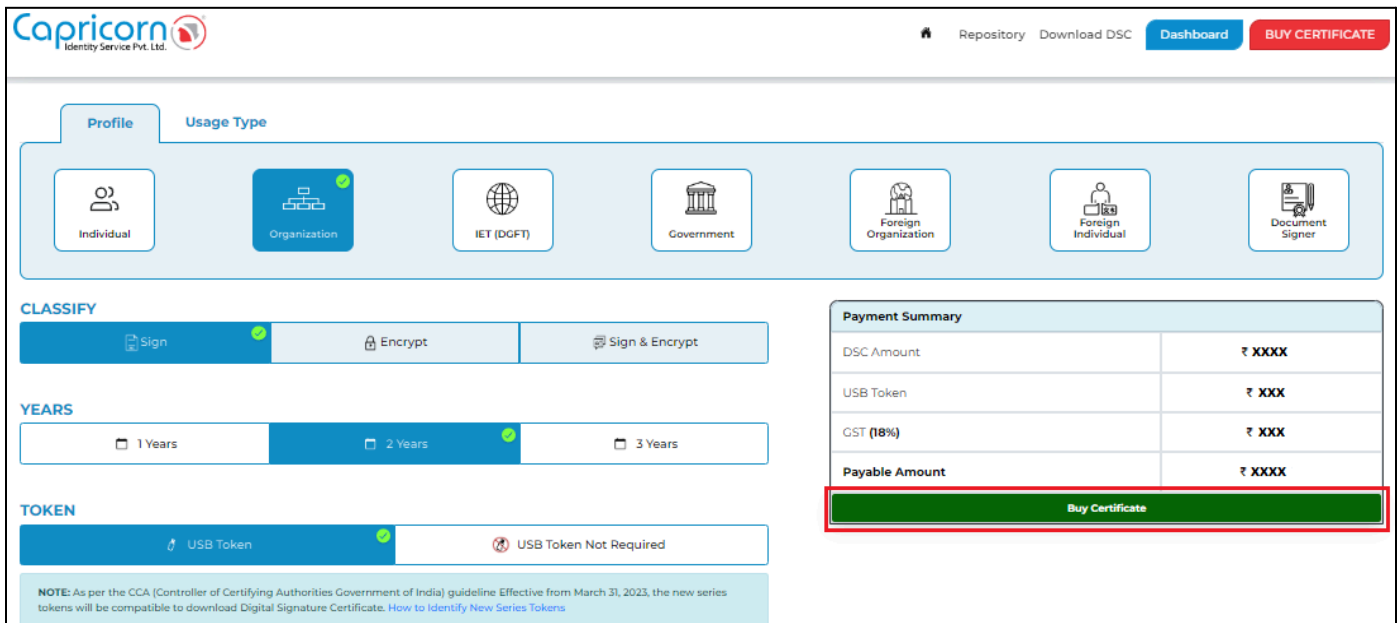 Capricorn
Identity Service Pvt. Ltd.
Repository Download DSC Dashboard BUY CERTIFICATE
Profile Usage Type
Individual
Organization
IET (DGFT)
Government
Foreign
Organization
Foreign
Individual
Document
Signer
CLASSIFY
Sign Encrypt Sign & Encrypt
YEARS
1 Years 2 Years 3 Years
TOKEN
USB Token USB Token Not Required
NOTE: As per the CCA (Controller of Certifying Authorities Government of India) guideline Effective from March 31, 2023, the new series
tokens will be compatible to download Digital Signature Certificate. How to Identify New Series Tokens
Payment Summary
DSC Amount ₹ XXXX
USB Token ₹ XXX
GST (18%) ₹ XXX
Payable Amount ₹ XXXX
Buy Certificate